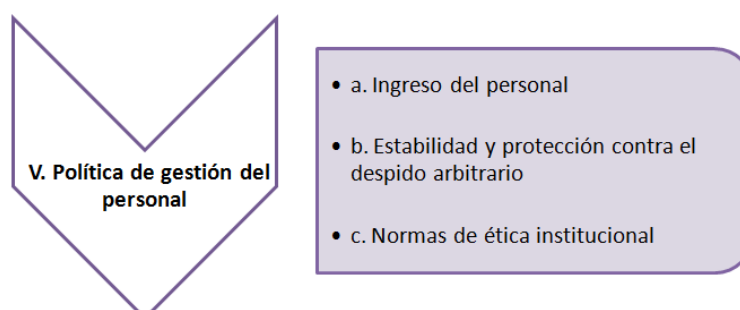 V. Política de gestión del
personal
• a. Ingreso del personal
• b. Estabilidad y protección contra el
despido arbitrario
• c. Normas de ética institucional